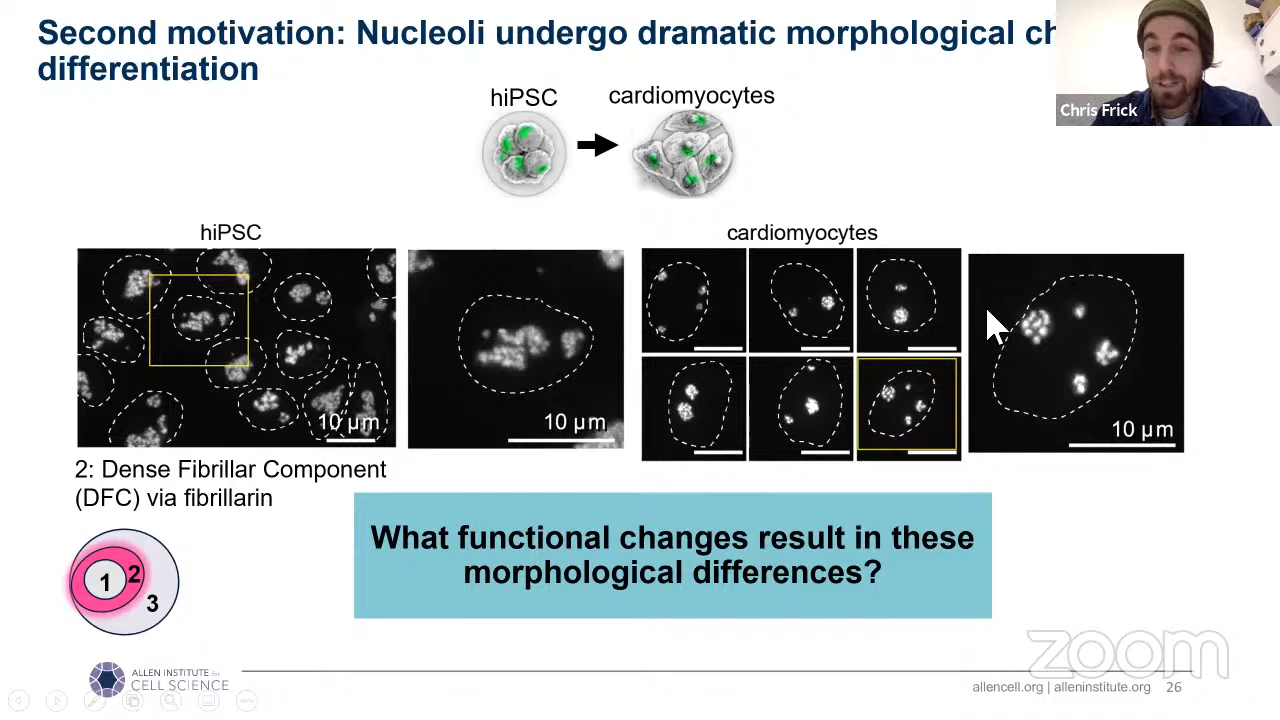 Second motivation: Nucleoli undergo dramatic morphological
differentiation
Chris Frick
hiPSC
cardiomyocytes
hiPSC
cardiomyocytes
10 µm
10 µm
10 µm
2: Dense Fibrillar Component
(DFC) via fibrillarin
What functional changes result in these
morphological differences?
1
2
3
zoom
ALLEN INSTITUTE for
CELL SCIENCE
allencell.org | alleninstitute.org
26